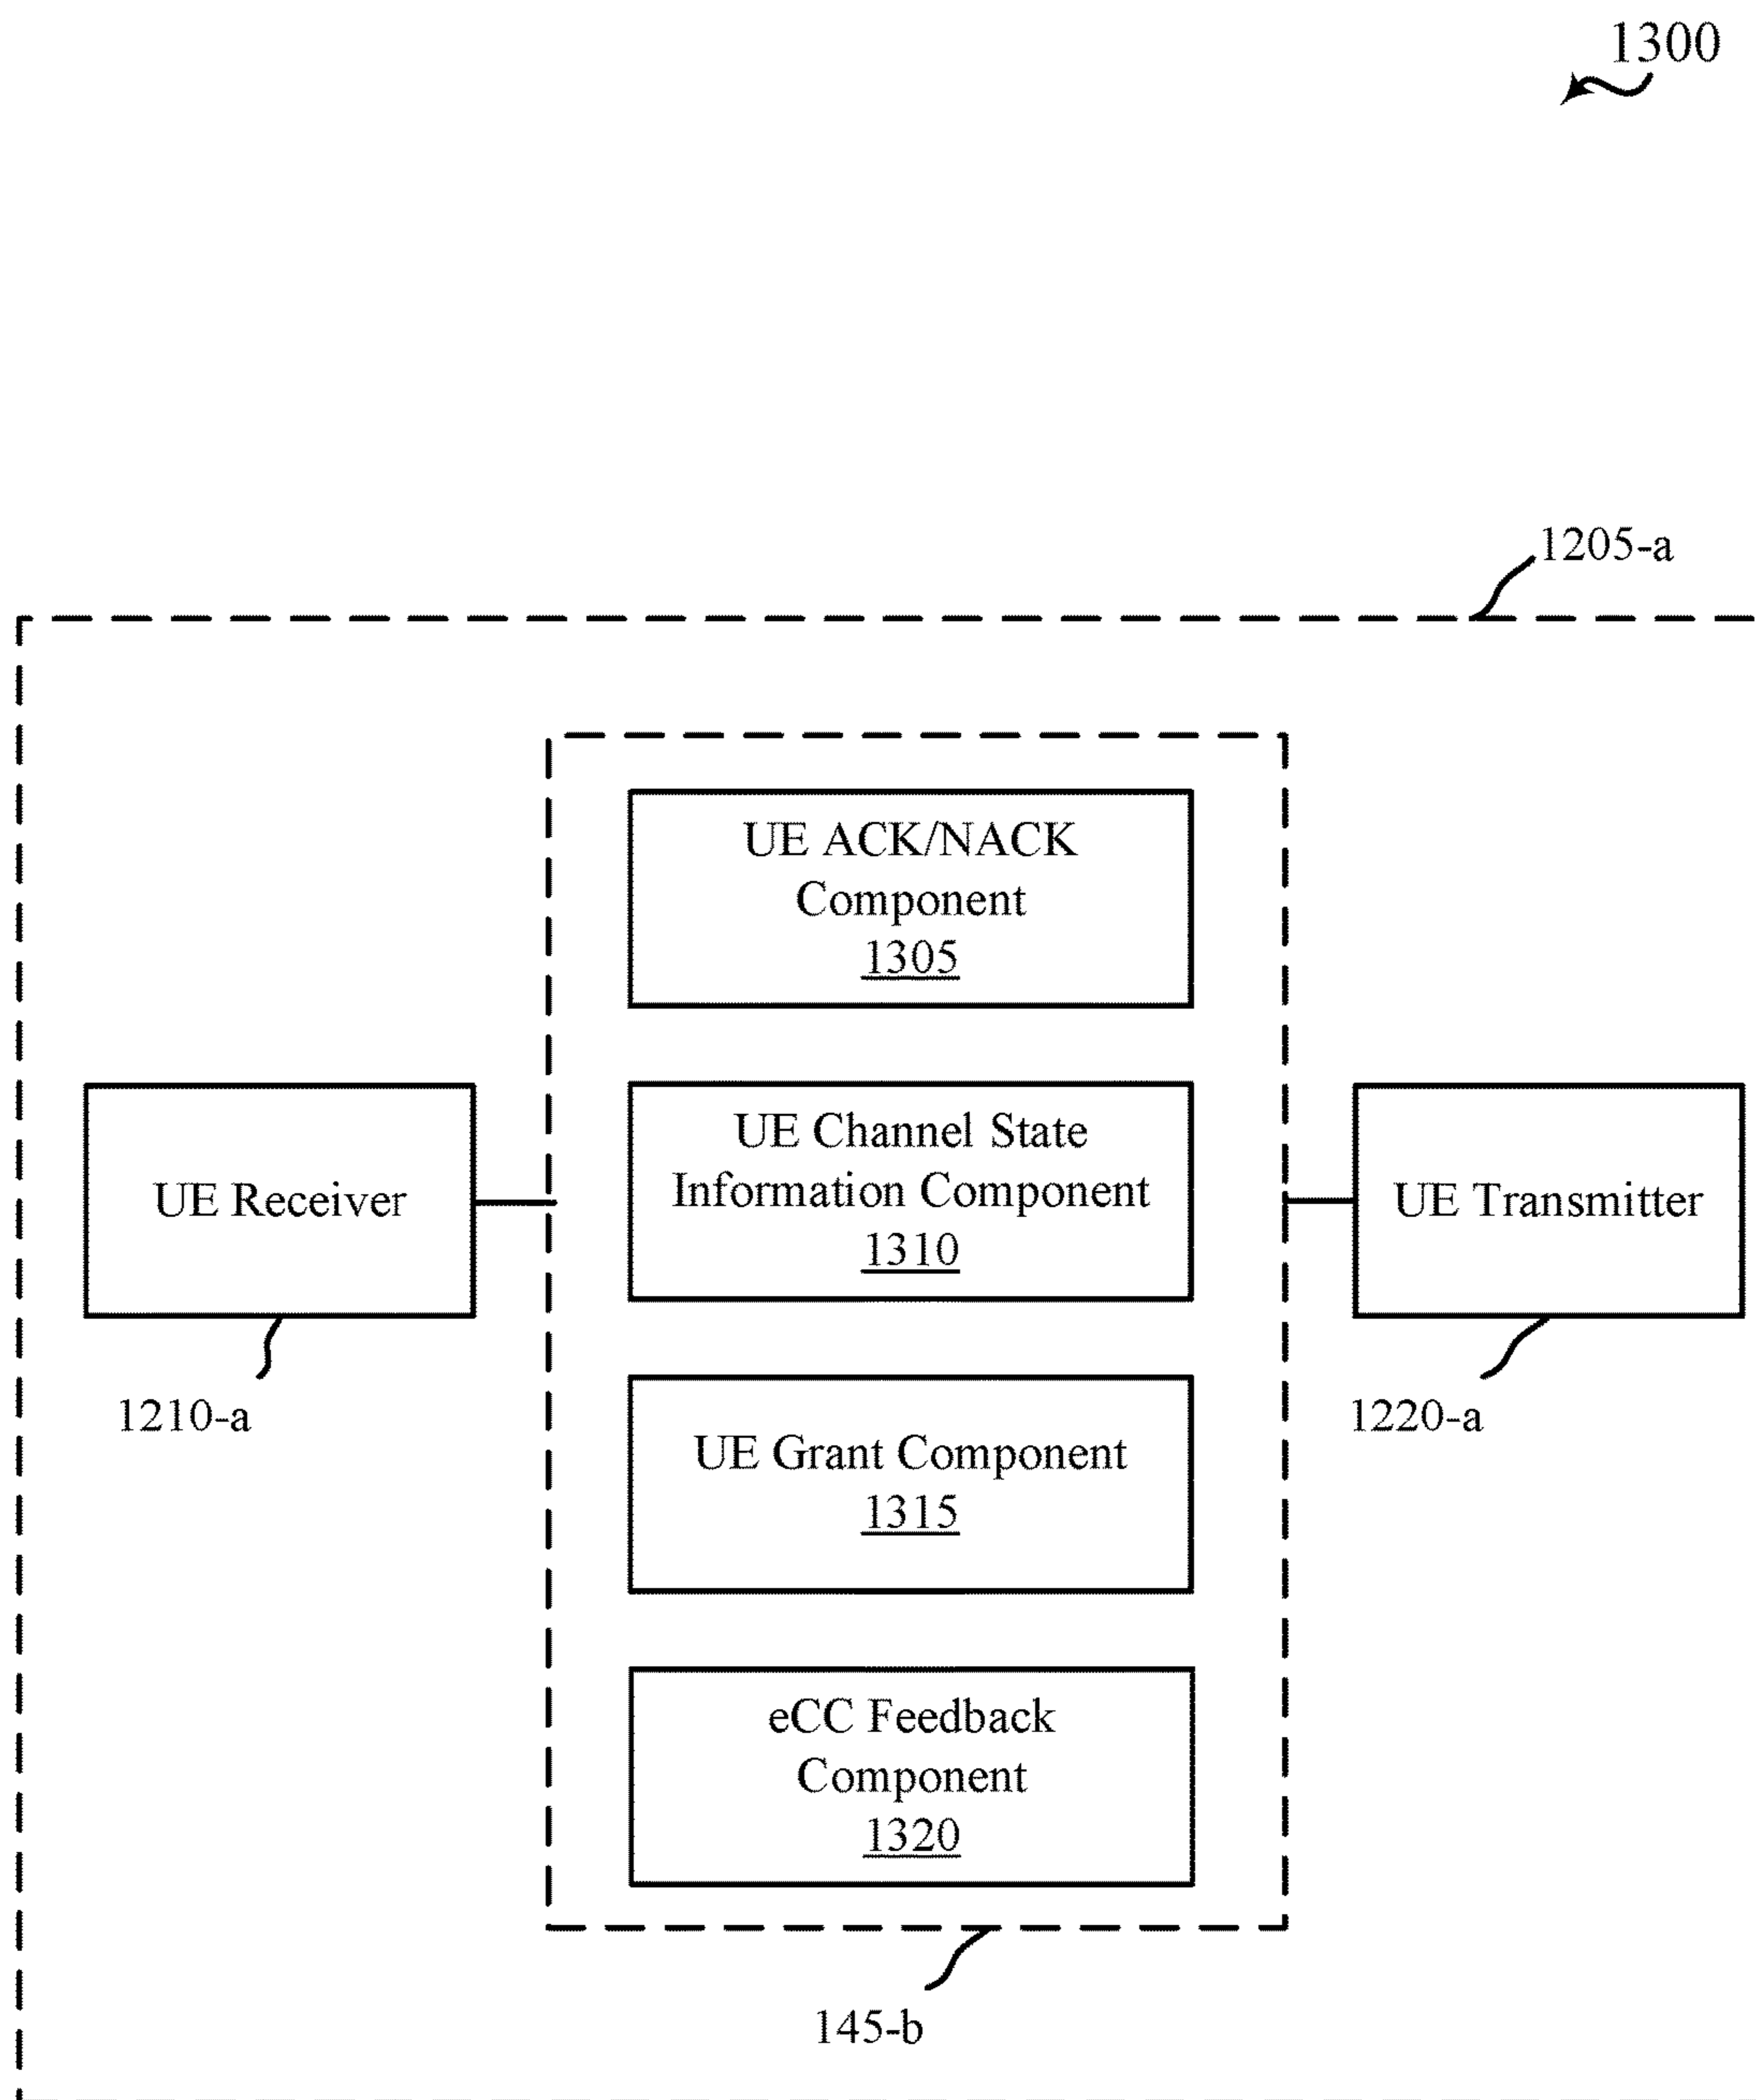 1300
1205-a
UE ACK/NACK
Component
1305
UE Receiver
1210-a
UE Channel State
Information Component
1310
UE Transmitter
1220-a
UE Grant Component
1315
eCC Feedback
Component
1320
145-b